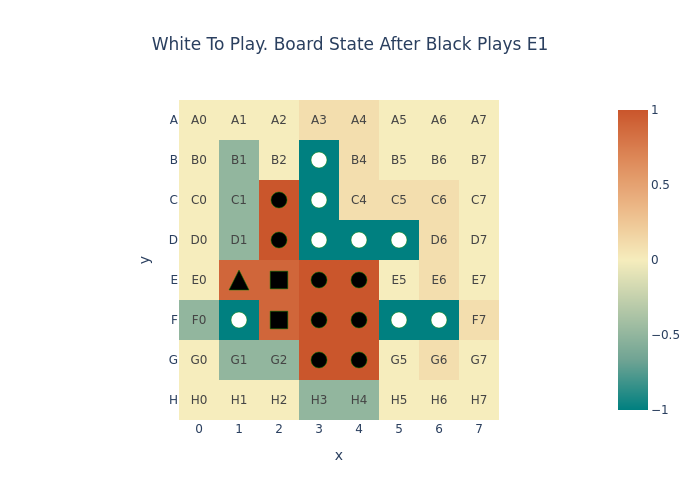 White To Play. Board State After Black Plays E1
A A0 A1 A2 A3 A4 A5 A6 A7
B B0 B1 B2 B4 B5 B6 B7
C C0 C1 C4 C5 C6 C7
D D0 D1 D6 D7
E E0 E5 E6 E7
F F0 F7
G G0 G1 G2 G5 G6 G7
H H0 H1 H2 H3 H4 H5 H6 H7
0 1 2 3 4 5 6 7
x
y
1
0.5
0
−0.5
−1